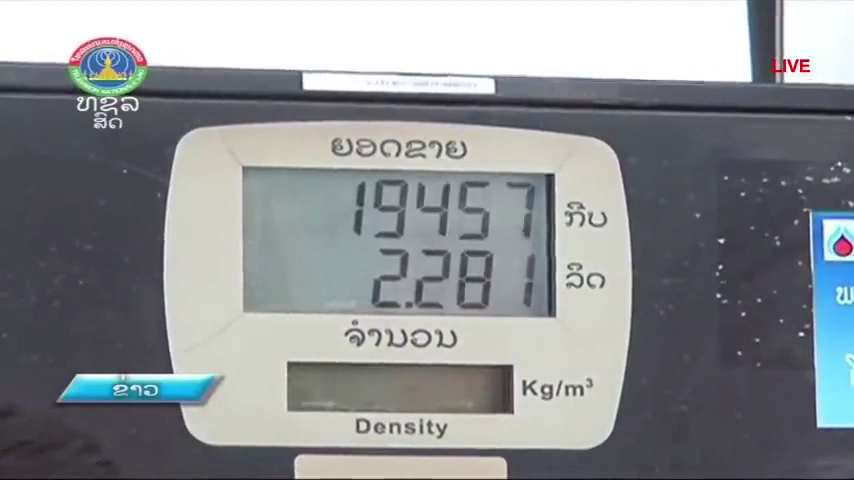 ທຊລ
ສົດ
LIVE
ຍອດຂາຍ
19457 ກີບ
2.281 ລິດ
ຈຳນວນ
Kg/m³
Density
ຂ່າວ